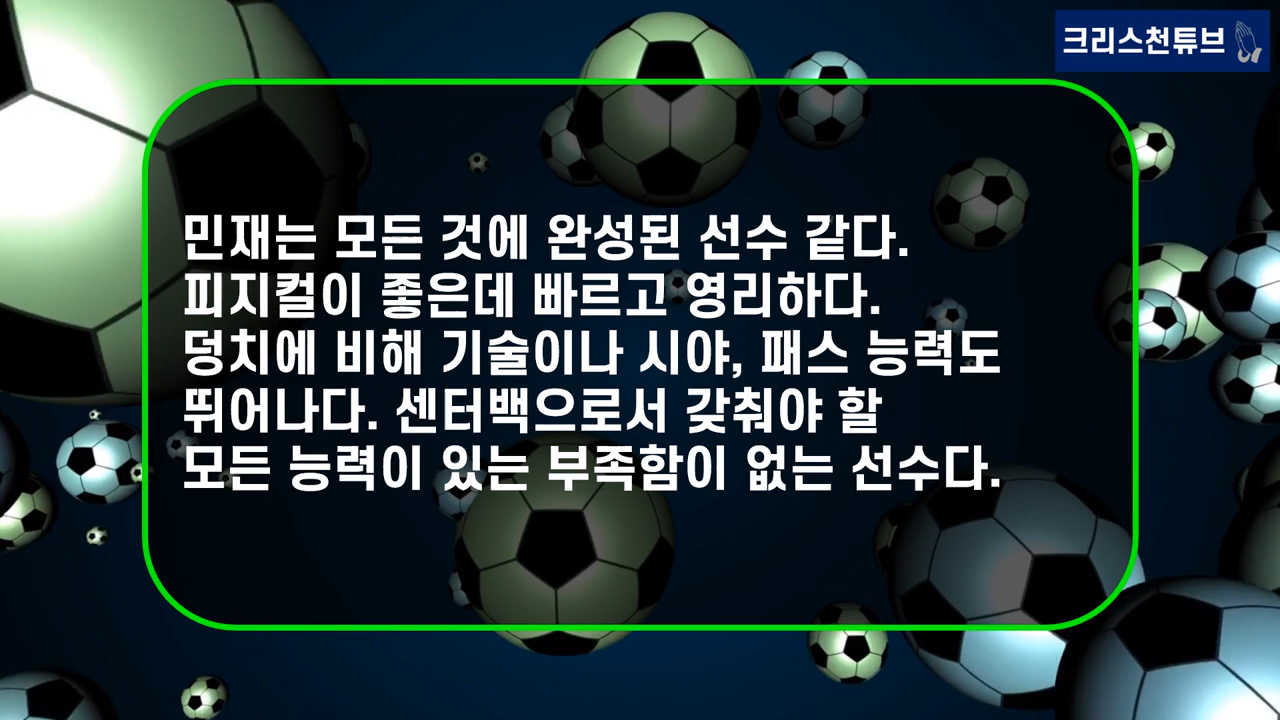 크리스천튜브
민재는 모든 것에 완성된 선수 같다.
피지컬이 좋은데 빠르고 영리하다.
덩치에 비해 기술이나 시야, 패스 능력도
뛰어나다. 센터백으로서 갖춰야 할
모든 능력이 있는 부족함이 없는 선수다.